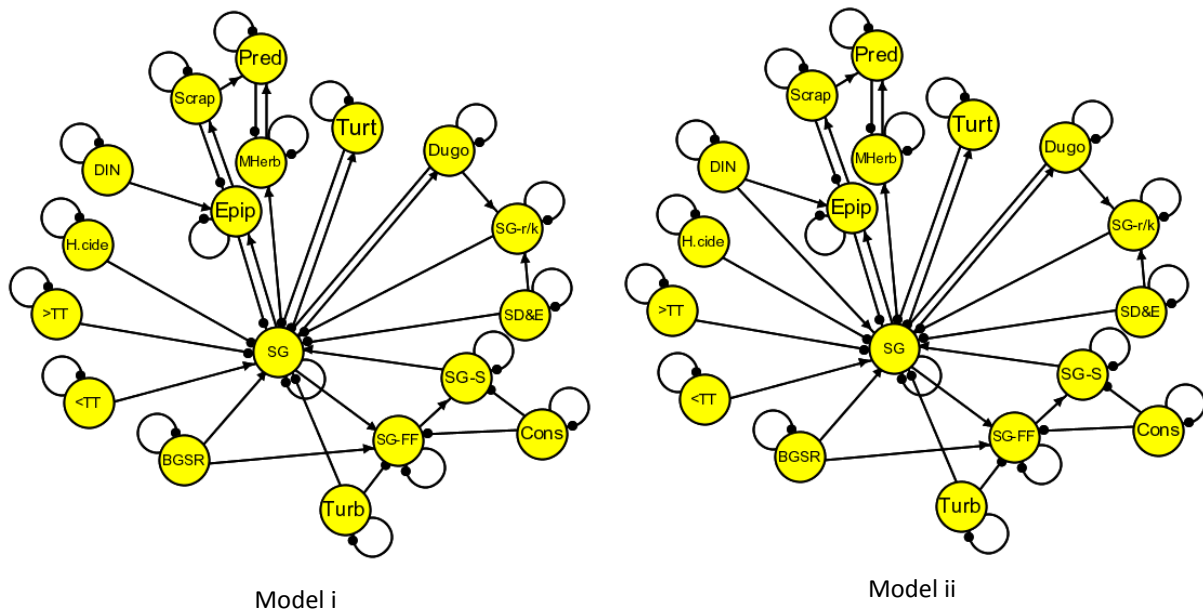 Pred
Scrap
Turt
MHerb
Dugo
DIN
Epip
SG-r/k
H.cide
>TT
SD&E
SG
SG-S
<TT
SG-FF
Cons
BGSR
Turb
Model i
Pred
Scrap
Turt
MHerb
Dugo
DIN
Epip
SG-r/k
H.cide
>TT
SD&E
SG
SG-S
<TT
SG-FF
Cons
BGSR
Turb
Model ii